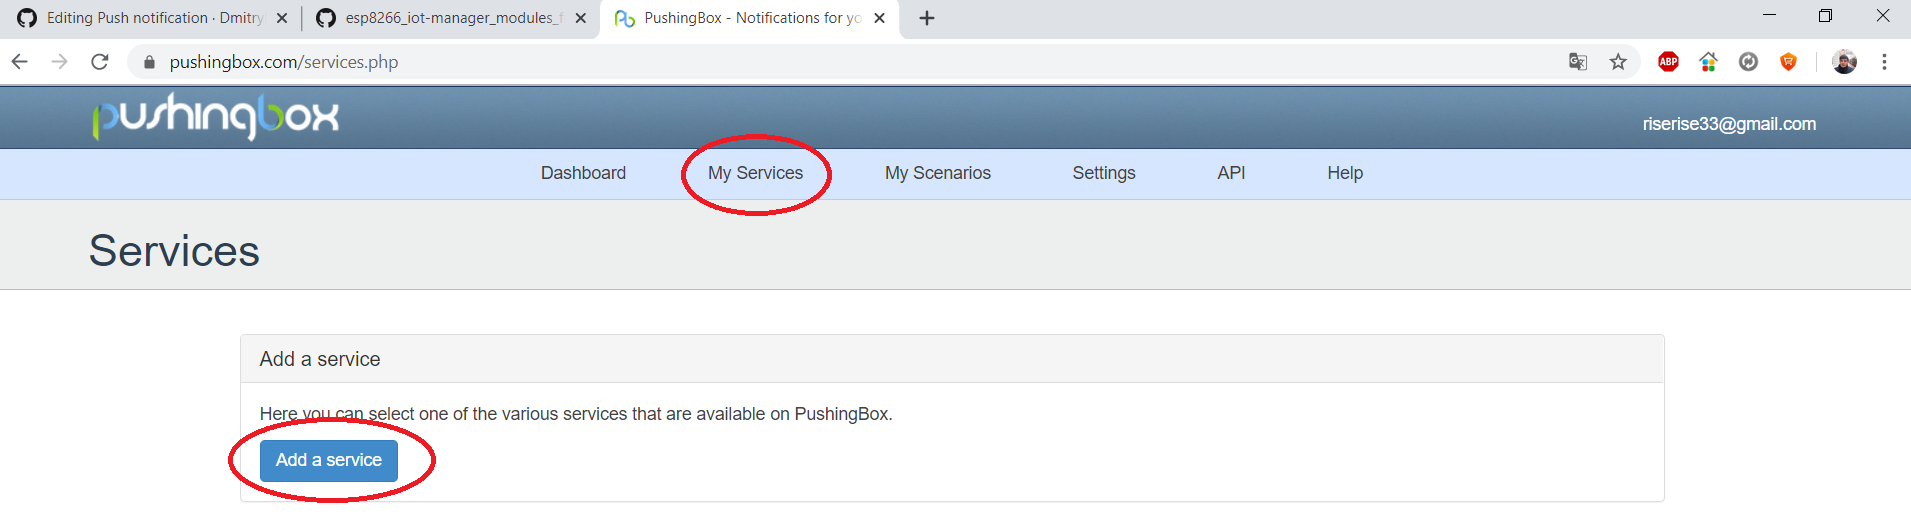 Editing Push notification · Dmitry
esp8266_iot-manager_modules_f
PushingBox - Notifications for yo
pushingbox.com/services.php
ABP
pushingbox
riserise33@gmail.com
Dashboard My Services My Scenarios Settings API Help
Services
Add a service
Here you can select one of the various services that are available on PushingBox.
Add a service